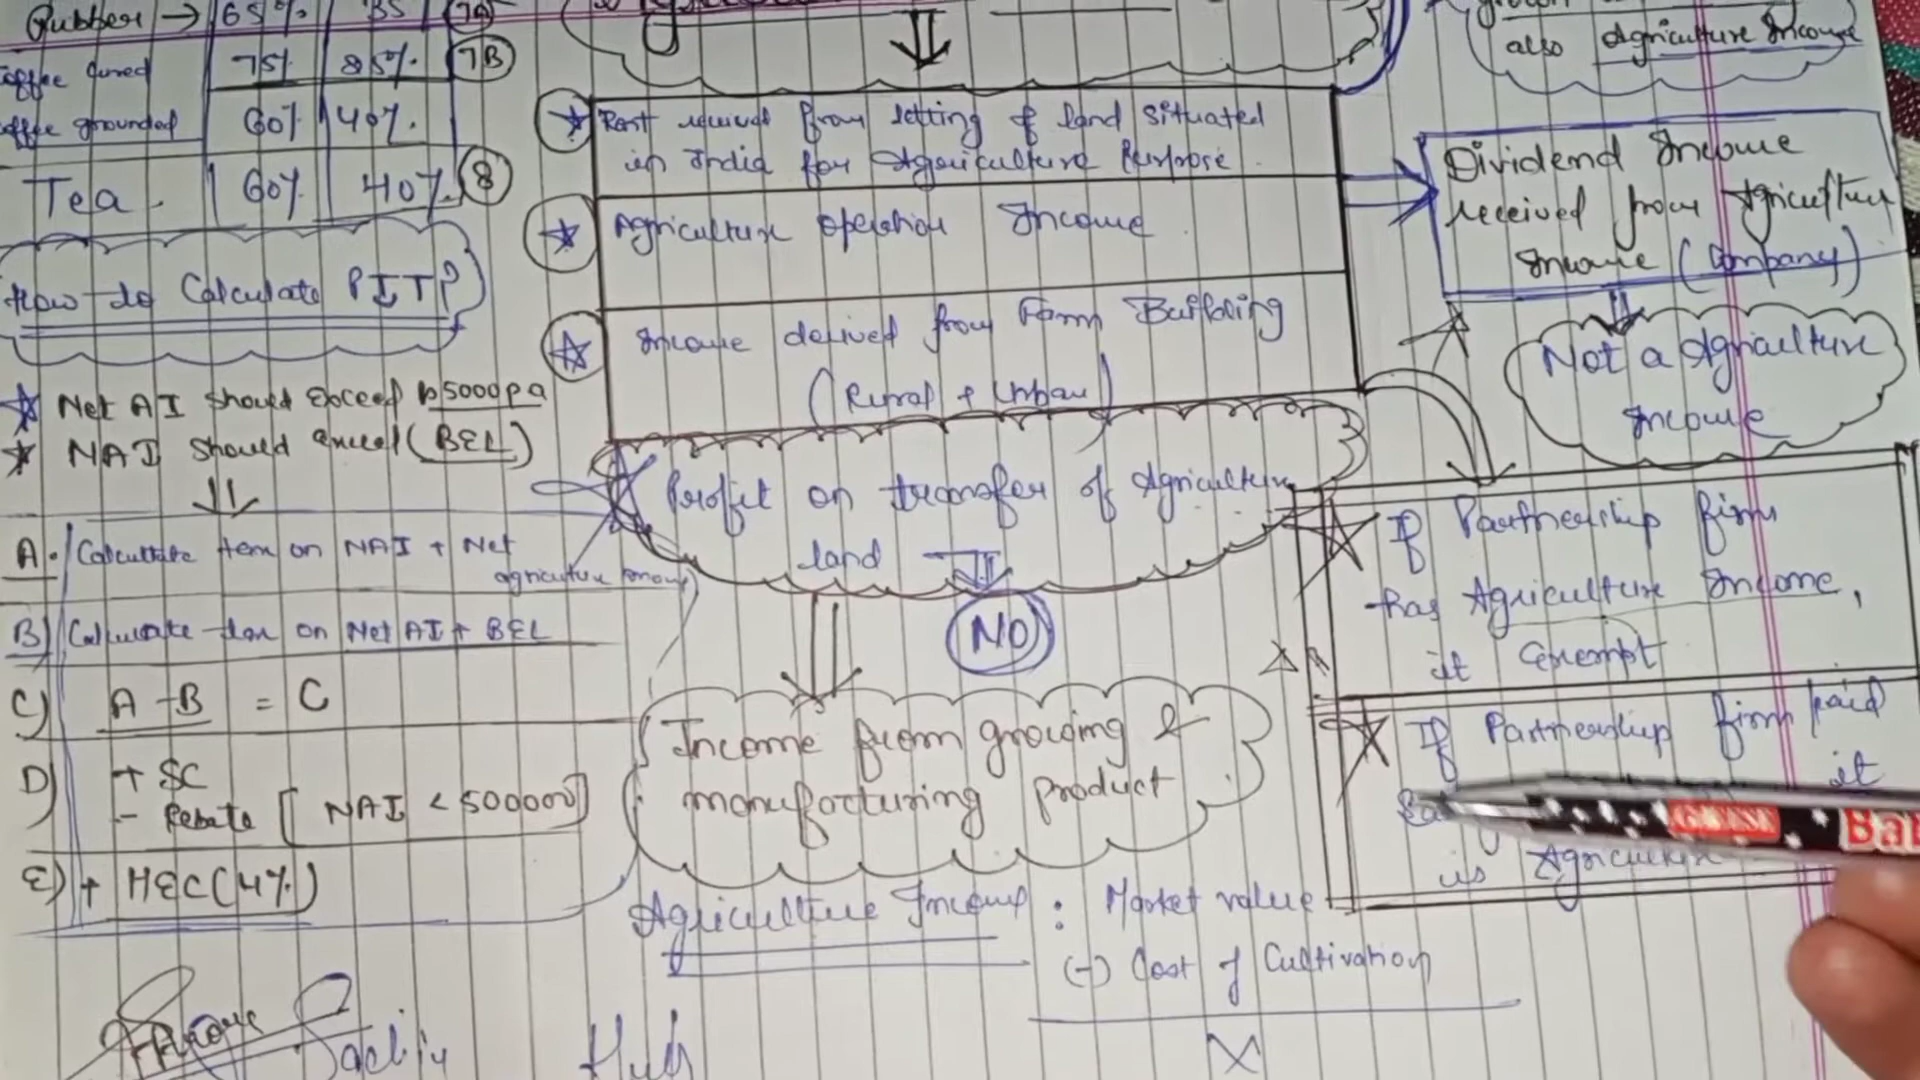 Rubber → 65% 35 7A
Coffee cured 75% 25% 7B
Coffee grounded 60% 40%
Tea. 60% 40% 8
How to Calculate PIT?
Net AI should exceed 5000 pa
NAI should exceed (BEL)
A. Calculate tax on NAI + Net
agriculture Income
B) Calculate tax on Net AI + BEL
C) A - B = C
D) + SC
- Rebate [NAI < 500000]
E) + HEC (4%)
Rent received from letting of land situated
in India for Agriculture Purpose
Agriculture operation Income
Income derived from Farm Building
(Rural + Urban)
Profit on transfer of Agriculture
land
NO
Income from growing &
manufacturing product
Agriculture Income : Market value
(-) Cost of Cultivation
X
also Agriculture Income
Dividend Income
received from Agriculture
Income (Company)
Not a Agriculture
Income
If Partnership firm
has Agriculture Income,
it exempt
If Partnership firm paid
it
is Agriculture
Hub
Bal